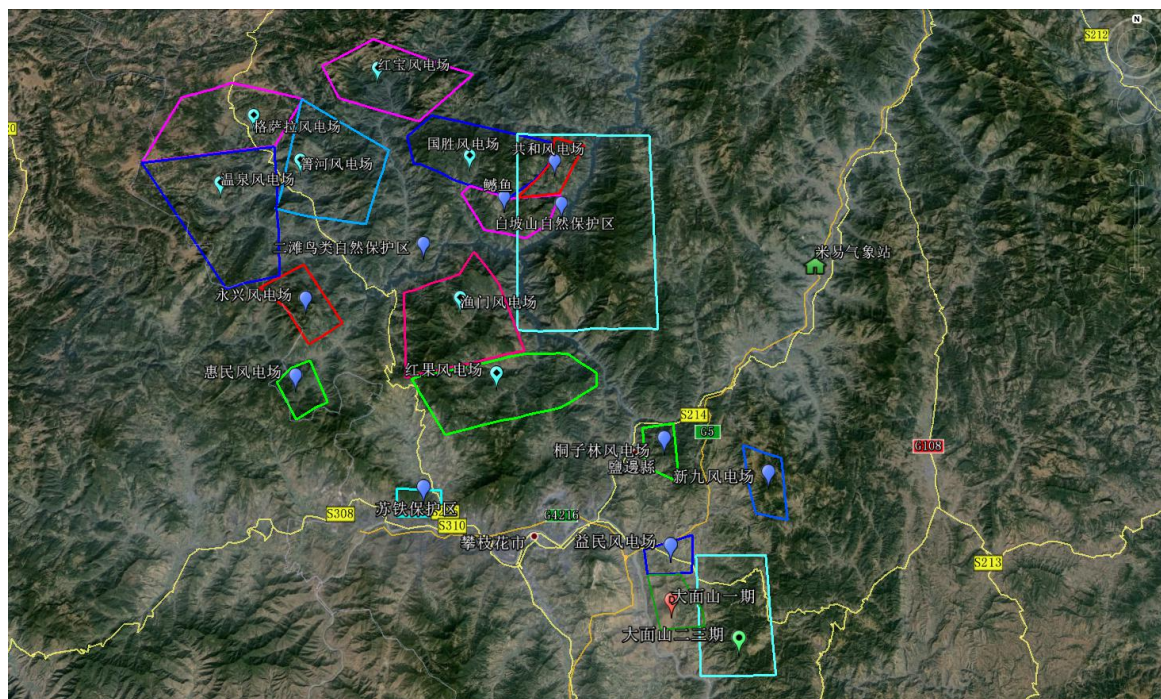 N
S212
红宝风电场
格萨拉风电场
国胜风电场
共和风电场
箐河风电场
温泉风电场
鳡鱼
白坡山自然保护区
二滩鸟类自然保护区
米易气象站
永兴风电场
渔门风电场
惠民风电场
红果风电场
S214
G5
G108
桐子林风电场
鹽邊縣
新九风电场
苏铁保护区
S308
S310
G4216
攀枝花市
益民风电场
S213
大面山一期
大面山二三期